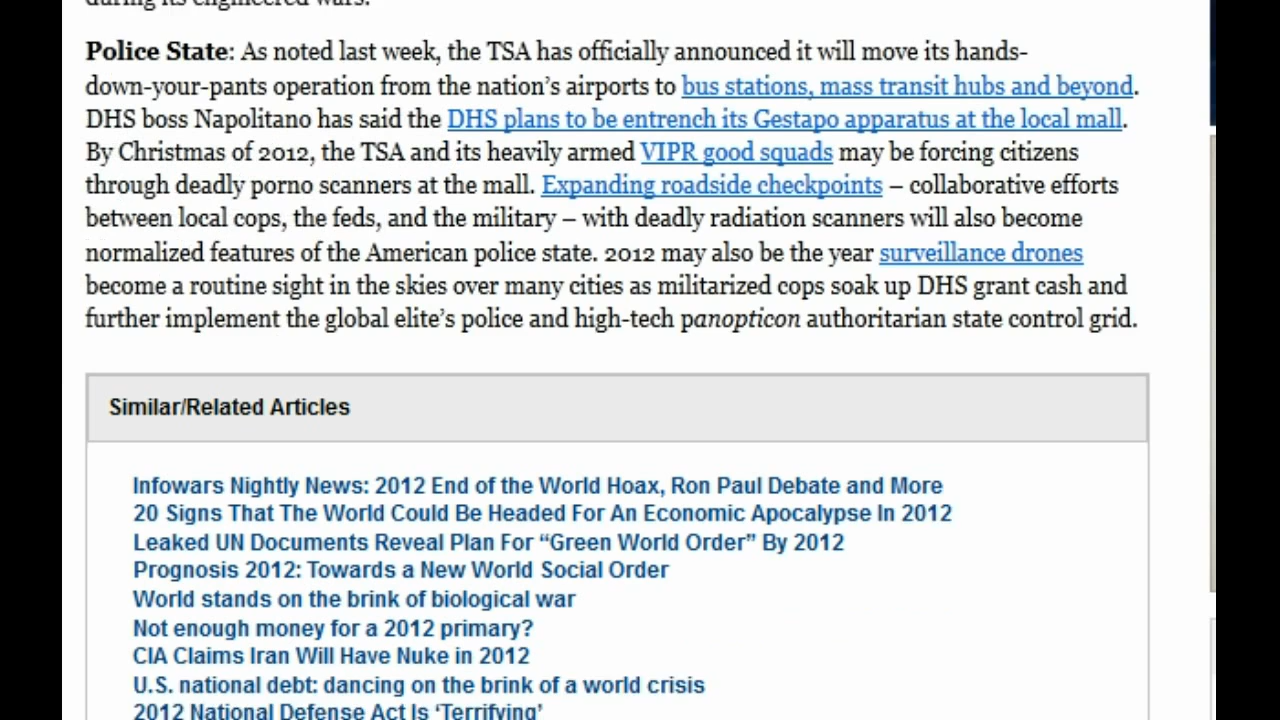 during its engineered wars.
Police State: As noted last week, the TSA has officially announced it will move its hands-
down-your-pants operation from the nation’s airports to bus stations, mass transit hubs and beyond.
DHS boss Napolitano has said the DHS plans to be entrench its Gestapo apparatus at the local mall.
By Christmas of 2012, the TSA and its heavily armed VIPR good squads may be forcing citizens
through deadly porno scanners at the mall. Expanding roadside checkpoints – collaborative efforts
between local cops, the feds, and the military – with deadly radiation scanners will also become
normalized features of the American police state. 2012 may also be the year surveillance drones
become a routine sight in the skies over many cities as militarized cops soak up DHS grant cash and
further implement the global elite’s police and high-tech panopticon authoritarian state control grid.
Similar/Related Articles
Infowars Nightly News: 2012 End of the World Hoax, Ron Paul Debate and More
20 Signs That The World Could Be Headed For An Economic Apocalypse In 2012
Leaked UN Documents Reveal Plan For “Green World Order” By 2012
Prognosis 2012: Towards a New World Social Order
World stands on the brink of biological war
Not enough money for a 2012 primary?
CIA Claims Iran Will Have Nuke in 2012
U.S. national debt: dancing on the brink of a world crisis
2012 National Defense Act Is ‘Terrifying’